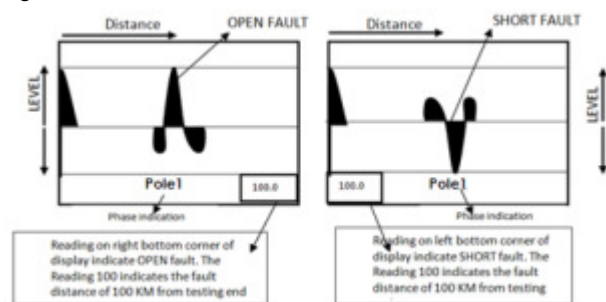 Distance
OPEN FAULT
LEVEL
Pole1
100.0
Phase indication
Reading on right bottom corner of
display indicate OPEN fault. The
Reading 100 indicates the fault
distance of 100 KM from testing end
Distance
SHORT FAULT
LEVEL
100.0
Pole1
Phase indication
Reading on left bottom corner of
display indicate SHORT fault. The
Reading 100 indicates the fault
distance of 100 KM from testing